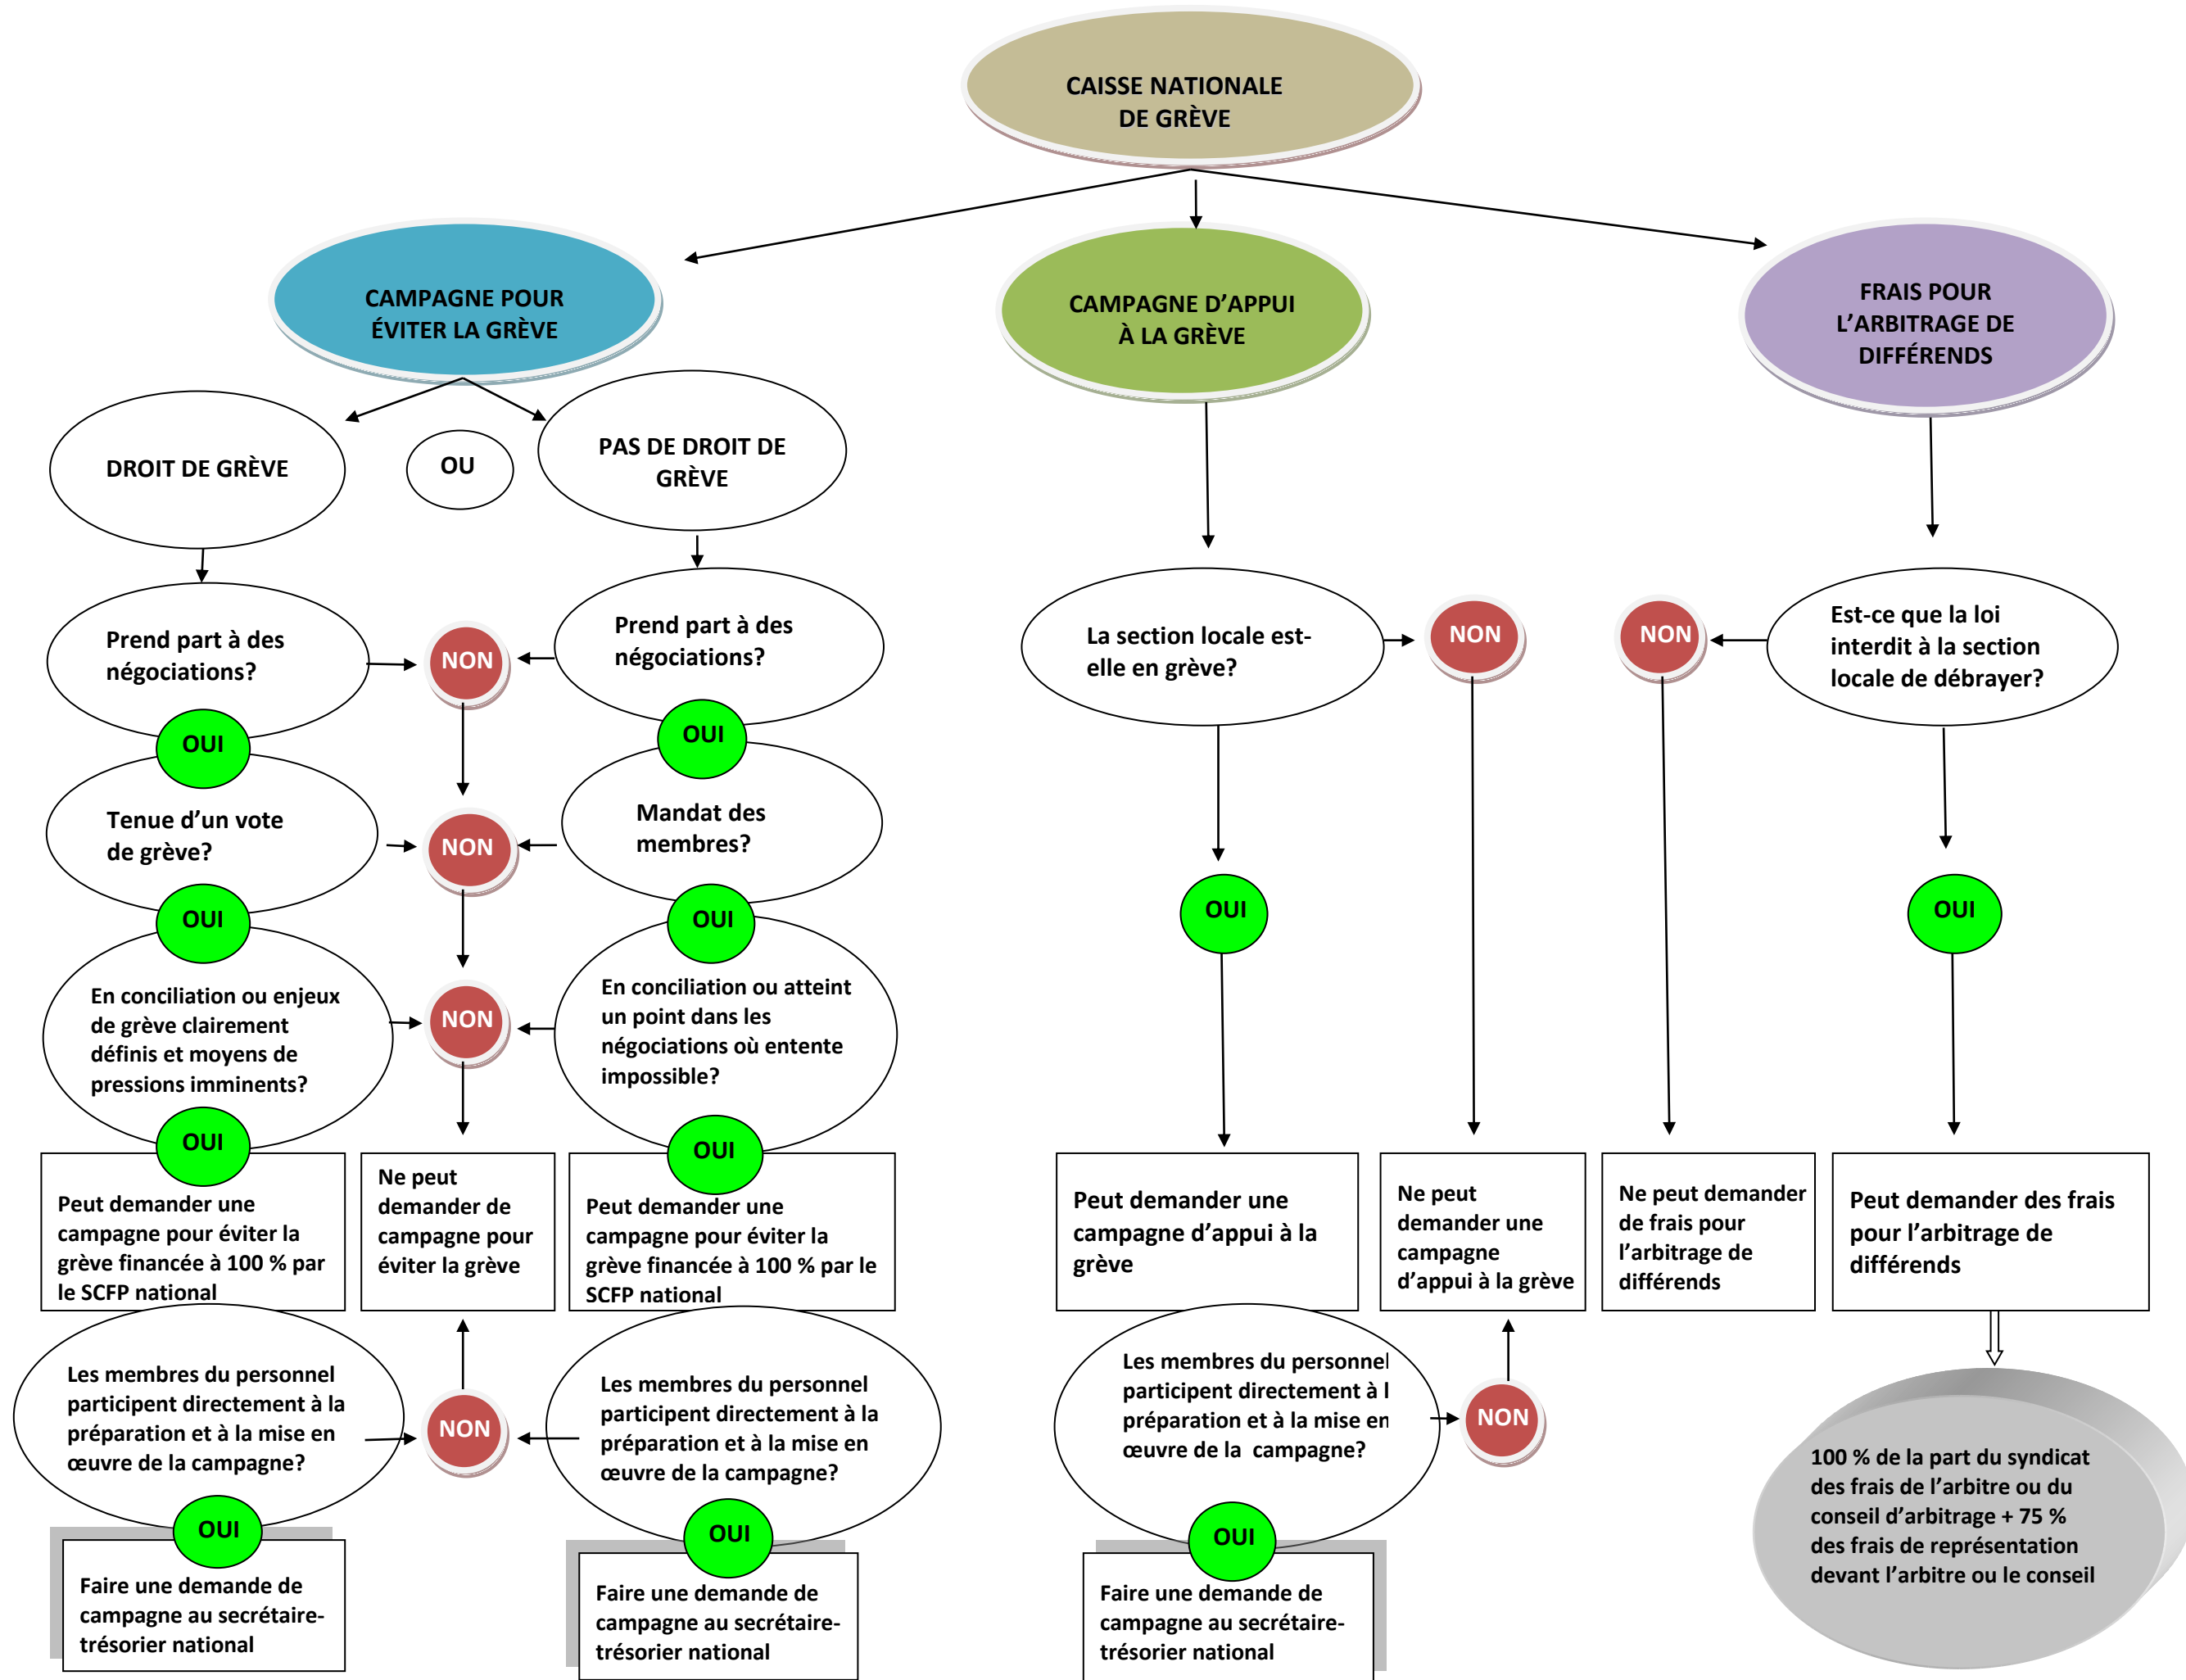 CAISSE NATIONALE
DE GRÈVE
CAMPAGNE POUR
ÉVITER LA GRÈVE
CAMPAGNE D’APPUI
À LA GRÈVE
FRAIS POUR
L’ARBITRAGE DE
DIFFÉRENDS
DROIT DE GRÈVE
OU
PAS DE DROIT DE
GRÈVE
Prend part à des
négociations?
NON
Prend part à des
négociations?
La section locale est-
elle en grève?
NON
NON
Est-ce que la loi
interdit à la section
locale de débrayer?
OUI
OUI
Tenue d’un vote
de grève?
NON
Mandat des
membres?
OUI
OUI
OUI
OUI
En conciliation ou enjeux
de grève clairement
définis et moyens de
pressions imminents?
NON
En conciliation ou atteint
un point dans les
négociations où entente
impossible?
OUI
OUI
Peut demander une
campagne pour éviter la
grève financée à 100 % par
le SCFP national
Ne peut
demander de
campagne pour
éviter la grève
Peut demander une
campagne pour éviter la
grève financée à 100 % par le
SCFP national
Peut demander une
campagne d’appui à la
grève
Ne peut
demander une
campagne
d’appui à la grève
Ne peut demander
de frais pour
l’arbitrage de
différends
Peut demander des frais
pour l’arbitrage de
différends
Les membres du personnel
participent directement à la
préparation et à la mise en
œuvre de la campagne?
NON
Les membres du personnel
participent directement à la
préparation et à la mise en
œuvre de la campagne?
Les membres du personnel
participent directement à l
préparation et à la mise en
œuvre de la campagne?
NON
100 % de la part du syndicat
des frais de l’arbitre ou du
conseil d’arbitrage + 75 %
des frais de représentation
devant l’arbitre ou le conseil
OUI
OUI
OUI
Faire une demande de
campagne au secrétaire-
trésorier national
Faire une demande de
campagne au secrétaire-
trésorier national
Faire une demande de
campagne au secrétaire-
trésorier national